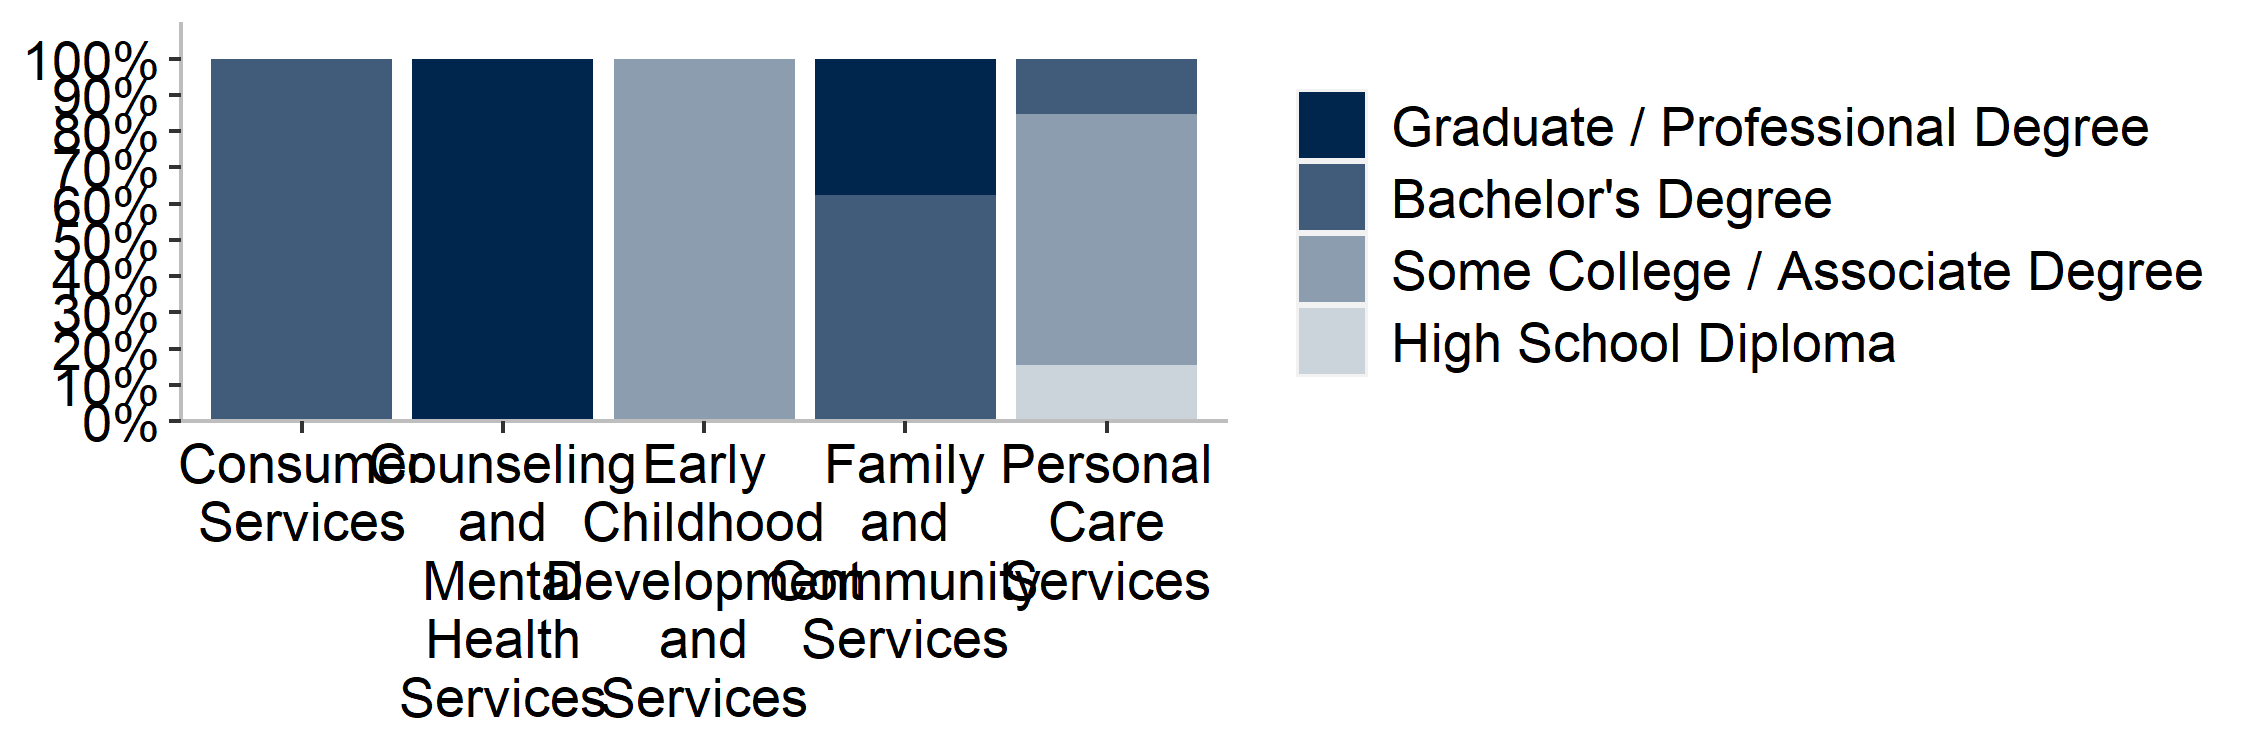 100%
90%
80%
70%
60%
50%
40%
30%
20%
10%
0%
Consumer
Services
Counseling
and
Mental
Health
Services
Early
Childhood
Development
and
Services
Family
and
Community
Services
Personal
Care
Services
Graduate / Professional Degree
Bachelor's Degree
Some College / Associate Degree
High School Diploma